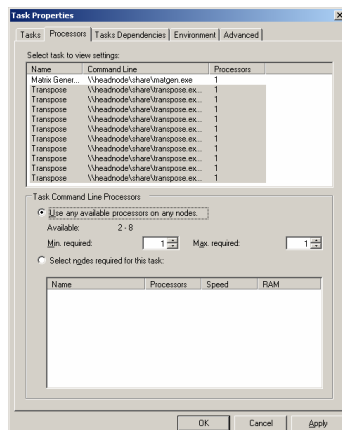 Task Properties
Tasks Processors Tasks Dependencies Environment Advanced
Select task to view settings:
Name Command Line Processors
Matrix Gener... \\headnode\share\matgen.exe 1
Transpose \\headnode\share\transpose.ex... 1
Transpose \\headnode\share\transpose.ex... 1
Transpose \\headnode\share\transpose.ex... 1
Transpose \\headnode\share\transpose.ex... 1
Transpose \\headnode\share\transpose.ex... 1
Transpose \\headnode\share\transpose.ex... 1
Transpose \\headnode\share\transpose.ex... 1
Transpose \\headnode\share\transpose.ex... 1
Transpose \\headnode\share\transpose.ex... 1
Transpose \\headnode\share\transpose.ex... 1
Task Command Line Processors
Use any available processors on any nodes.
Available: 2 - 8
Min. required: 1 Max. required: 1
Select nodes required for this task:
Name Processors Speed RAM
OK Cancel Apply